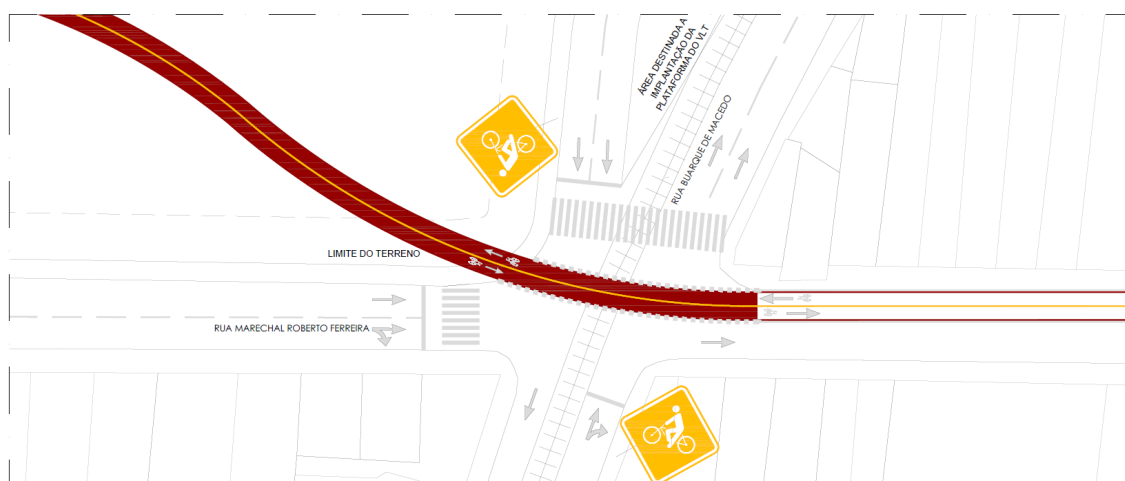 ÁREA DESTINADA A
IMPLANTAÇÃO DA
PLATAFORMA DO VLT
RUA BUARQUE DE MACEDO
LIMITE DO TERRENO
RUA MARECHAL ROBERTO FERREIRA